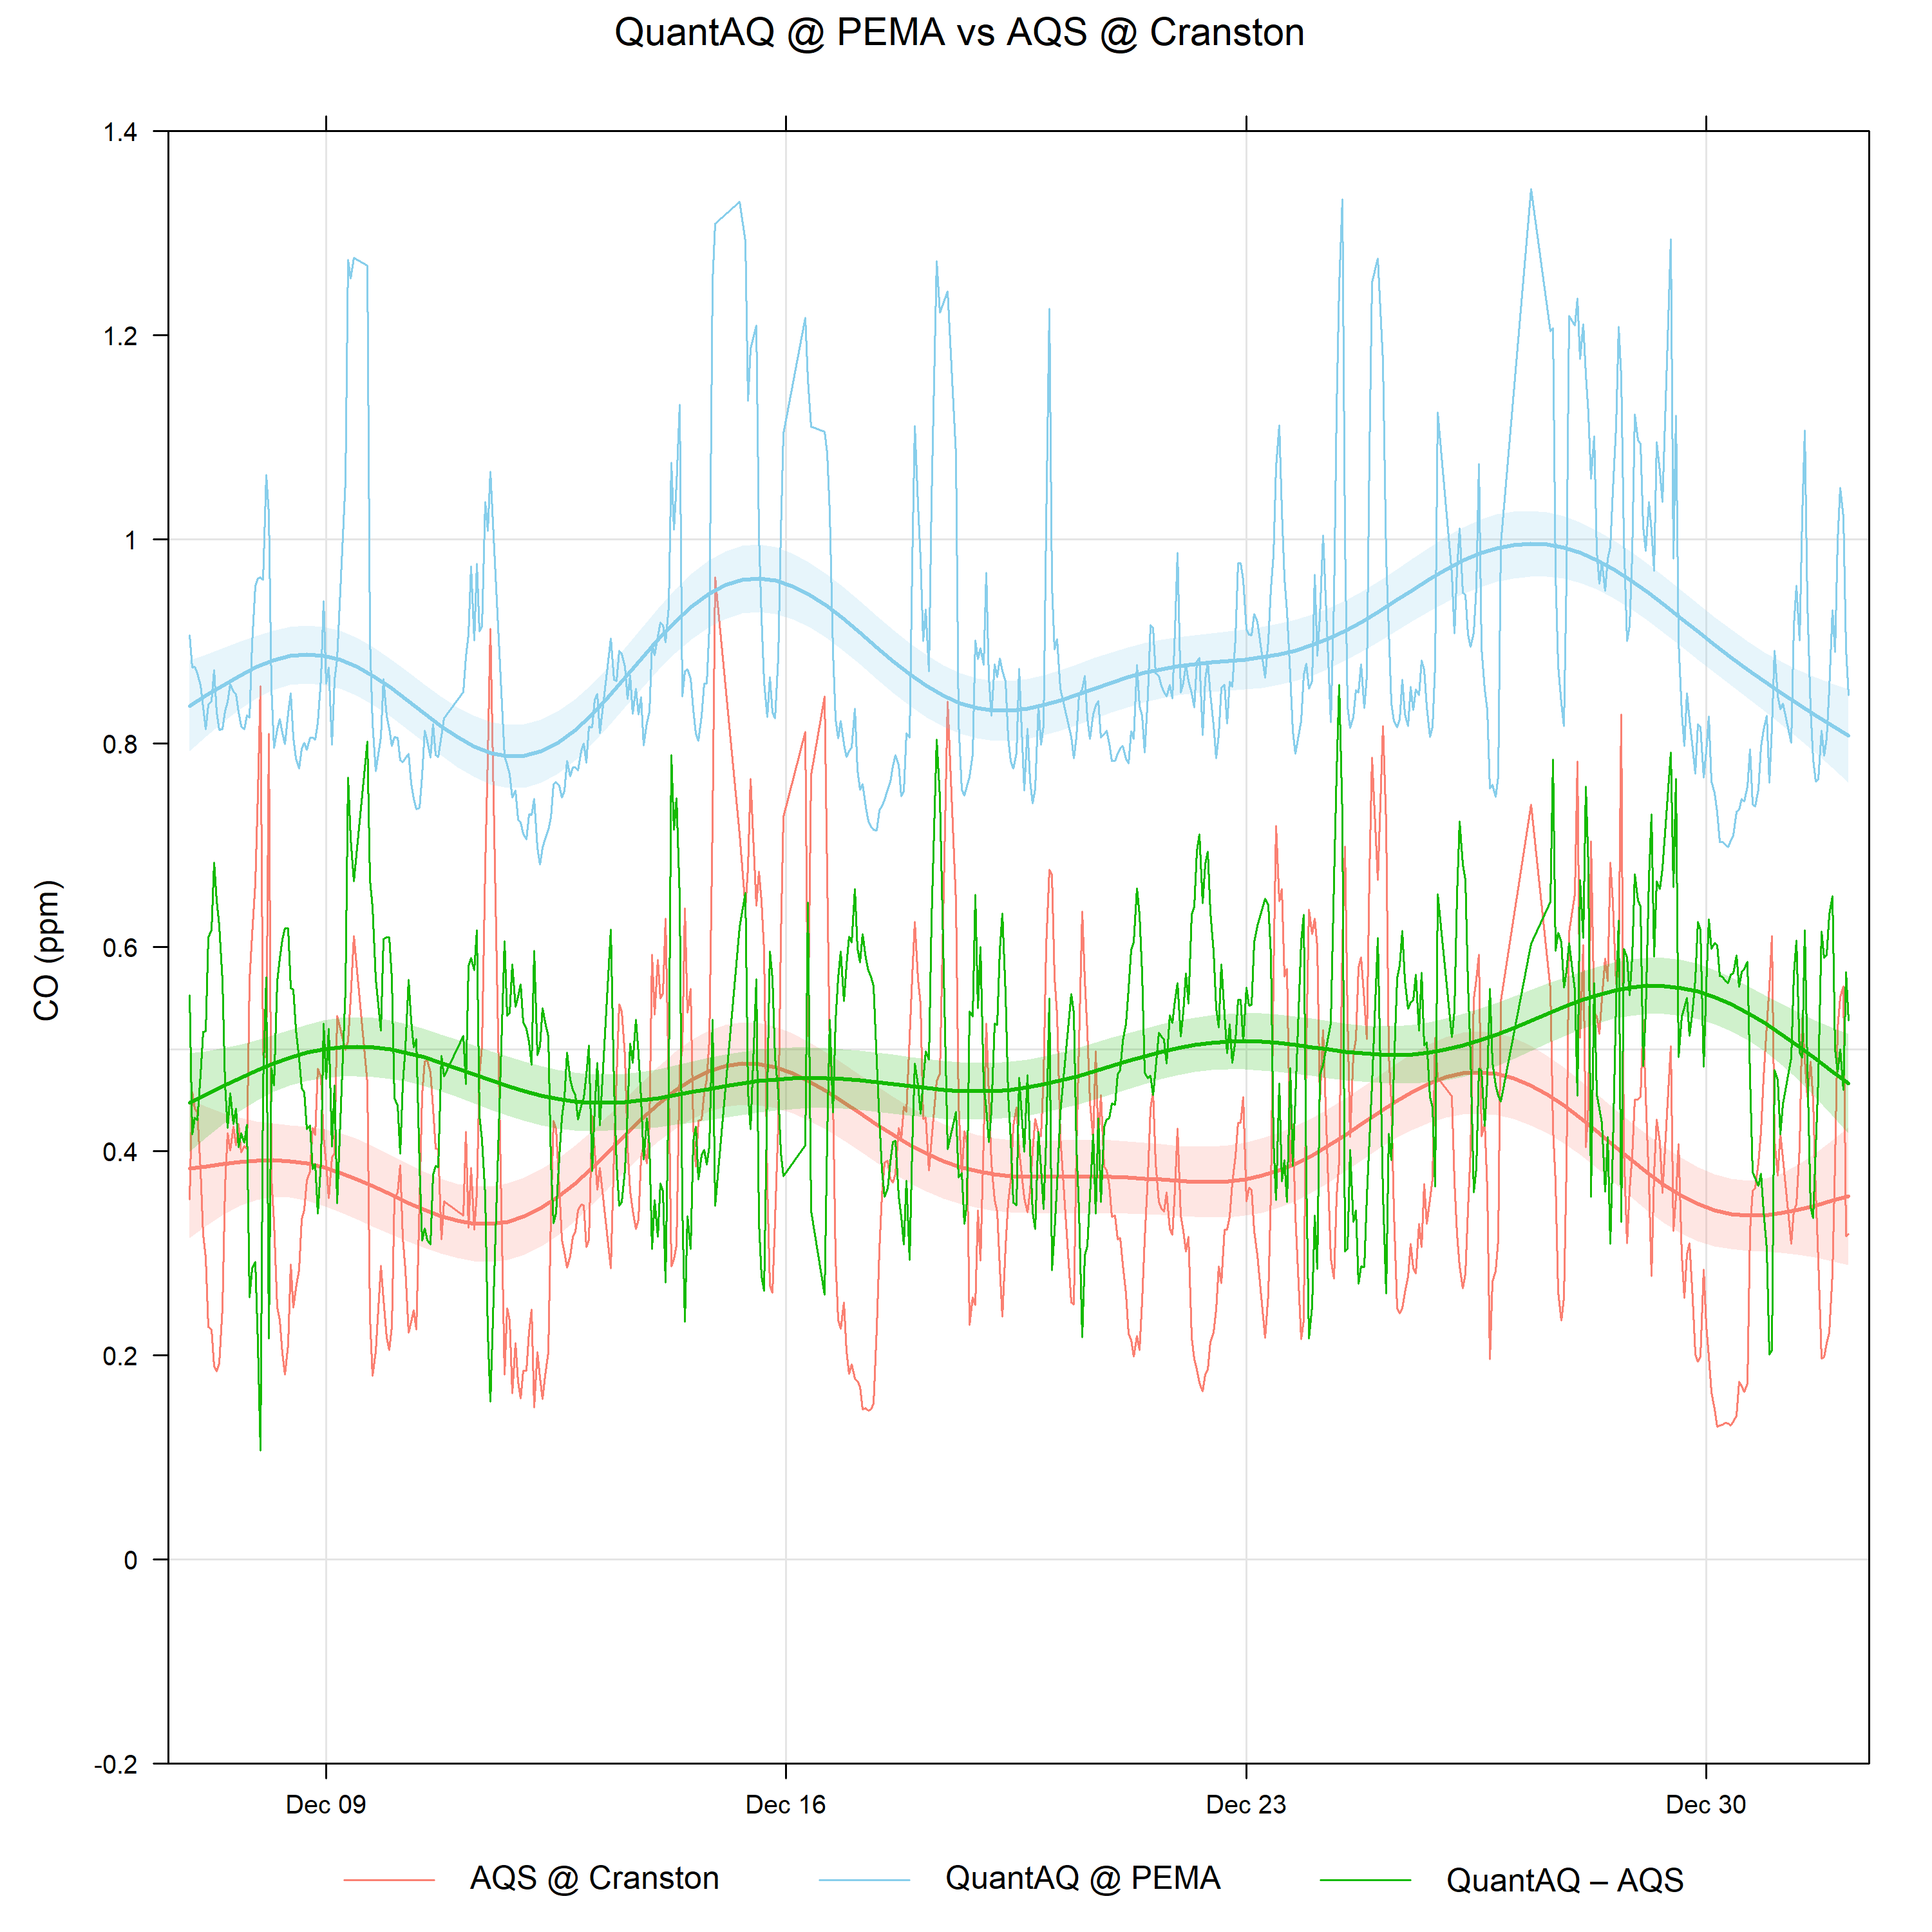 QuantAQ @ PEMA vs AQS @ Cranston
1.4
1.2
1
0.8
0.6
0.4
0.2
0
-0.2
CO (ppm)
Dec 09
Dec 16
Dec 23
Dec 30
AQS @ Cranston
QuantAQ @ PEMA
QuantAQ – AQS